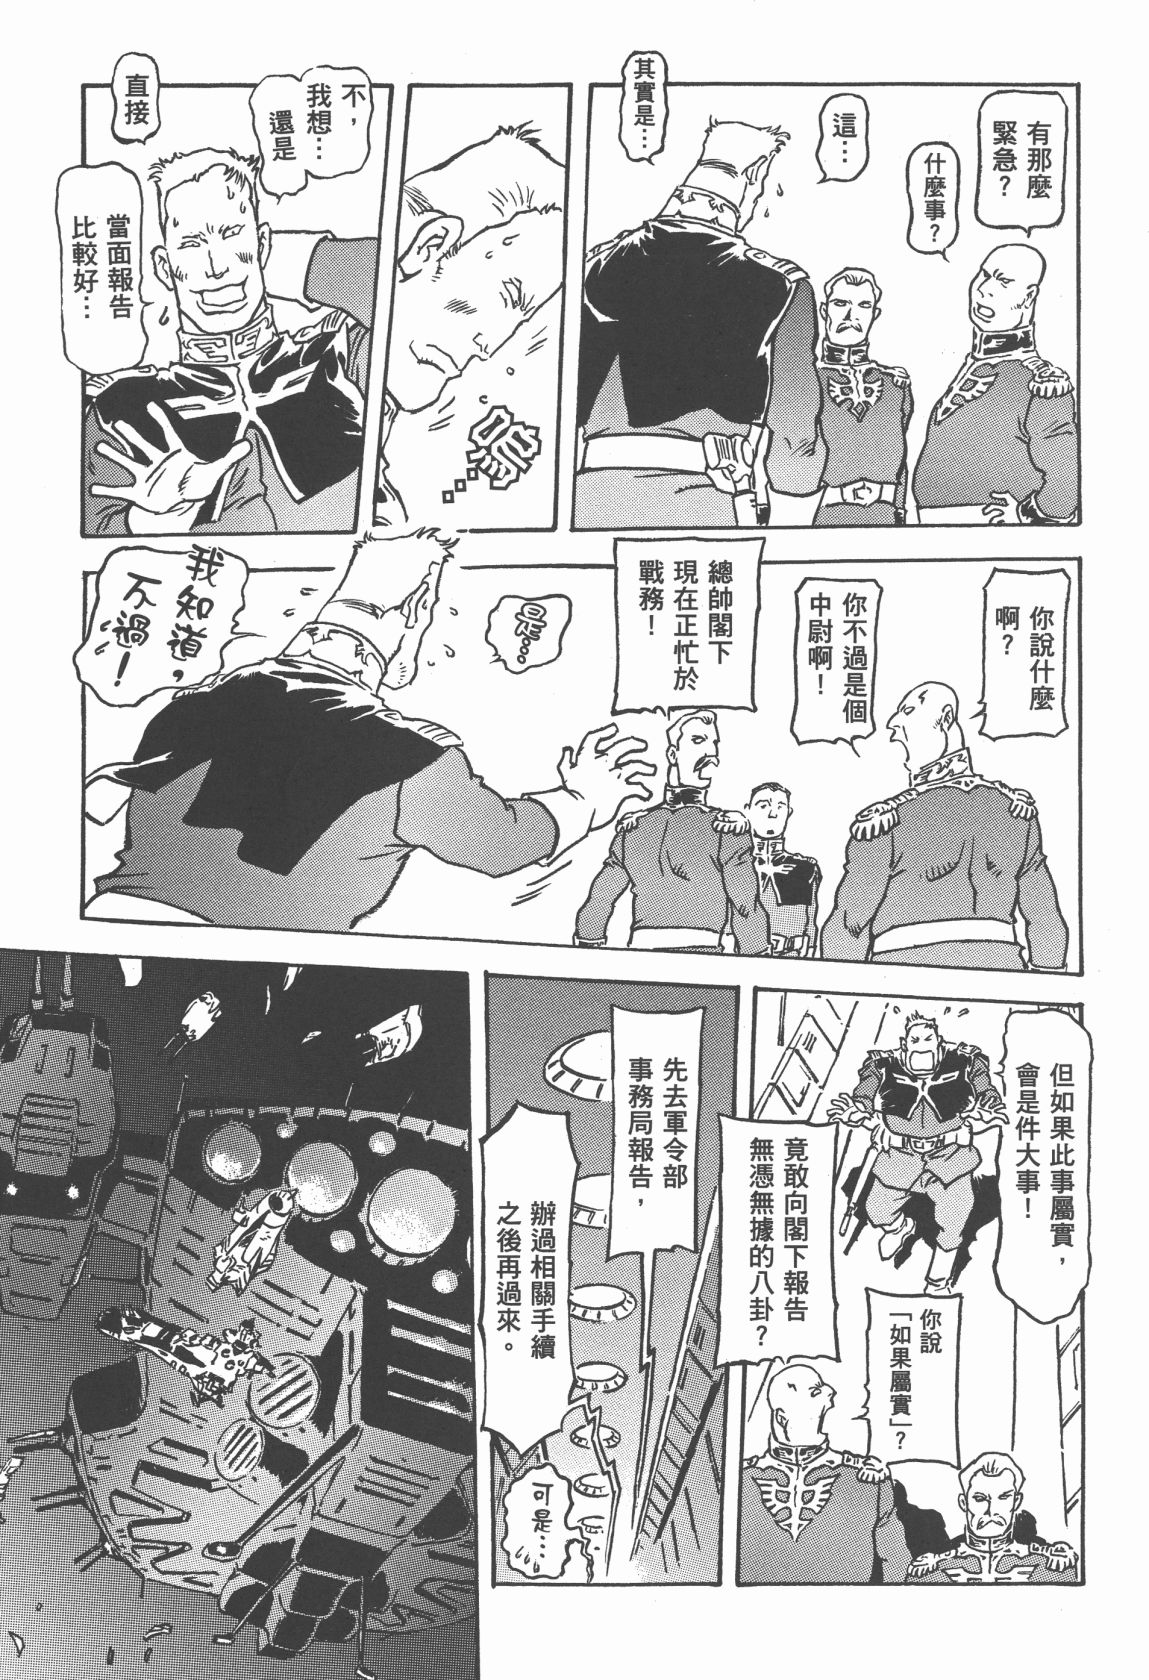 有那麼
緊急？
什麼事？
這…
其實是…
嗚…
不，
我想…
還是
直接
當面報告
比較好…
你說什麼
啊？
你不過是個
中尉啊！
總帥閣下
現在正忙於
戰務！
是…
我知道，
不過！
但如果此事屬實，
會是件大事！
你說
「如果屬實」？
竟敢向閣下報告
無憑無據的八卦？
先去軍令部
事務局報告，
辦過相關手續
之後再過來。
可是…